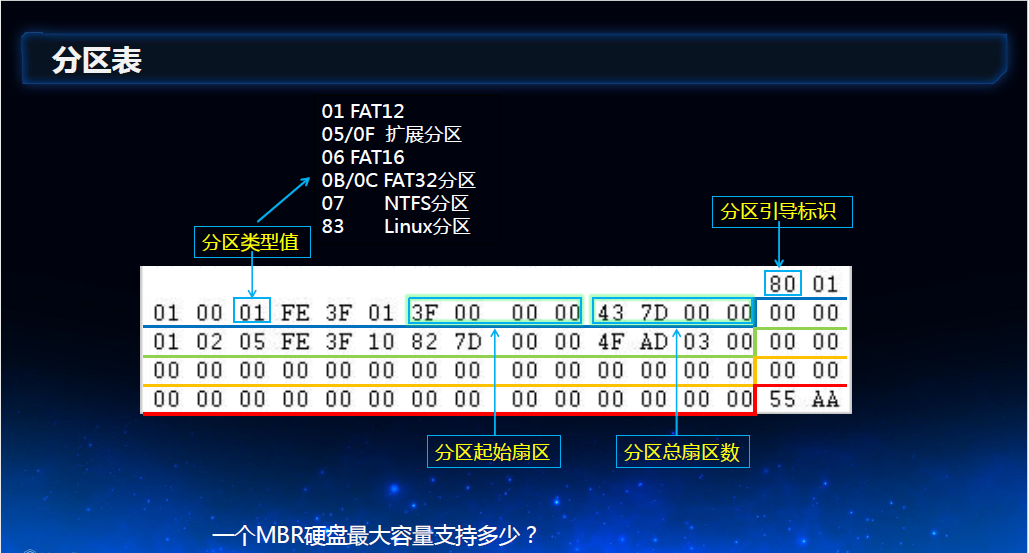 分区表
01 FAT12
05/0F 扩展分区
06 FAT16
0B/0C FAT32分区
07 NTFS分区
83 Linux分区
分区引导标识
分区类型值
80 01
01 00 01 FE 3F 01 3F 00 00 00 43 7D 00 00 00 00
01 02 05 FE 3F 10 82 7D 00 00 4F AD 03 00 00 00
00 00 00 00 00 00 00 00 00 00 00 00 00 00 00 00
00 00 00 00 00 00 00 00 00 00 00 00 00 00 55 AA
分区起始扇区
分区总扇区数
一个MBR硬盘最大容量支持多少？